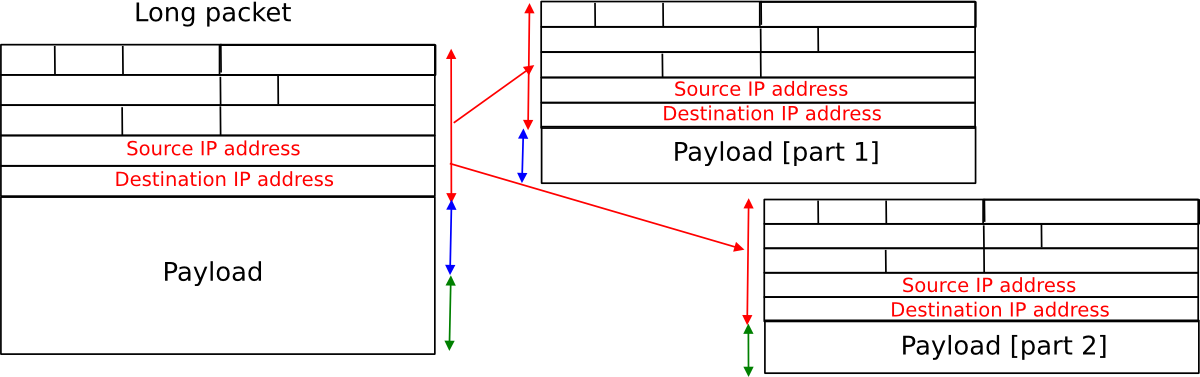 Long packet
Source IP address
Destination IP address
Payload
Source IP address
Destination IP address
Payload [part 1]
Source IP address
Destination IP address
Payload [part 2]